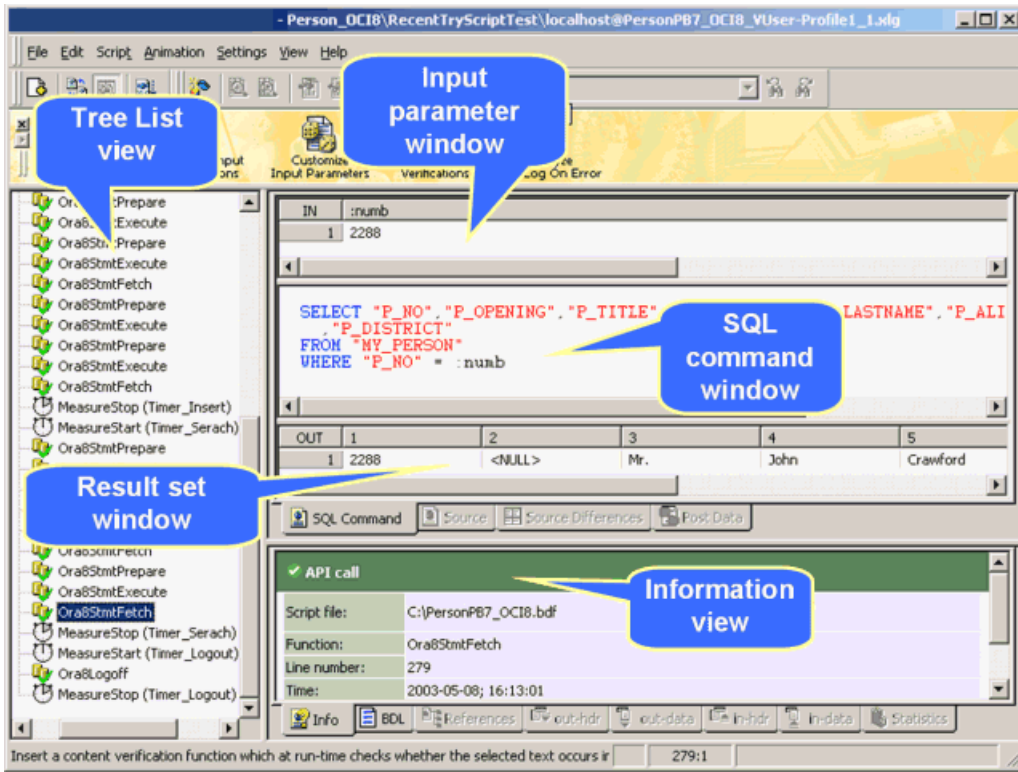 - Person_OCI8\RecentTryScriptTest\localhost@PersonPB7_OCI8_VUser-Profile1_1.xlg
File Edit Script Animation Settings View Help
Tree List view
Input parameter window
Customize
Input Parameters
Verifications
Log On Error
Ora8StmtExecute
Ora8StmtFetch
Ora8StmtPrepare
Ora8StmtExecute
Ora8StmtPrepare
Ora8StmtExecute
Ora8StmtFetch
MeasureStop (Timer_Insert)
MeasureStart (Timer_Serach)
Ora8StmtPrepare
Result set window
Ora8StmtFetch
Ora8StmtPrepare
Ora8StmtExecute
Ora8StmtFetch
MeasureStop (Timer_Serach)
MeasureStart (Timer_Logout)
Ora8Logoff
MeasureStop (Timer_Logout)
IN :numb
1 2288
SELECT "P_NO","P_OPENING","P_TITLE" LASTNAME","P_ALI
,"P_DISTRICT"
FROM "MY_PERSON"
WHERE "P_NO" = :numb
SQL command window
OUT 1 2 3 4 5
1 2288 <NULL> Mr. John Crawford
SQL Command Source Source Differences Post Data
API call
Information view
Script file: C:\PersonPB7_OCI8.bdf
Function: Ora8StmtFetch
Line number: 279
Time: 2003-05-08; 16:13:01
Info BDL References out-hdr out-data in-hdr in-data Statistics
Insert a content verification function which at run-time checks whether the selected text occurs ir 279:1